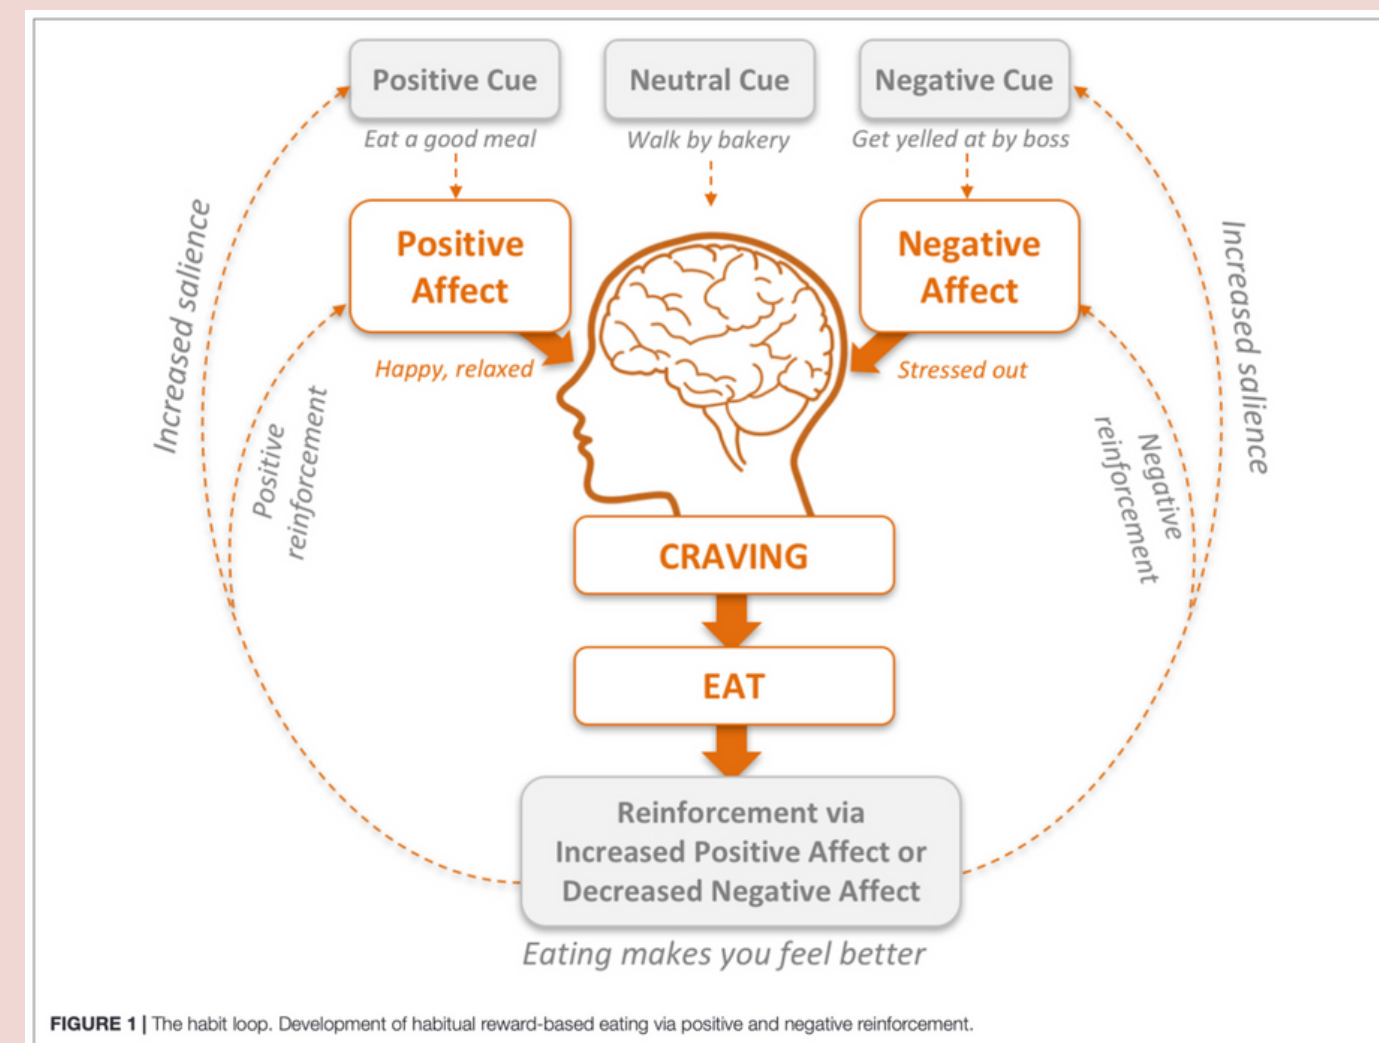 Positive Cue
Neutral Cue
Negative Cue
Eat a good meal
Walk by bakery
Get yelled at by boss
Positive
Affect
Negative
Affect
Happy, relaxed
Stressed out
Increased salience
Positive
reinforcement
Increased salience
Negative
reinforcement
CRAVING
EAT
Reinforcement via
Increased Positive Affect or
Decreased Negative Affect
Eating makes you feel better
FIGURE 1 | The habit loop. Development of habitual reward-based eating via positive and negative reinforcement.